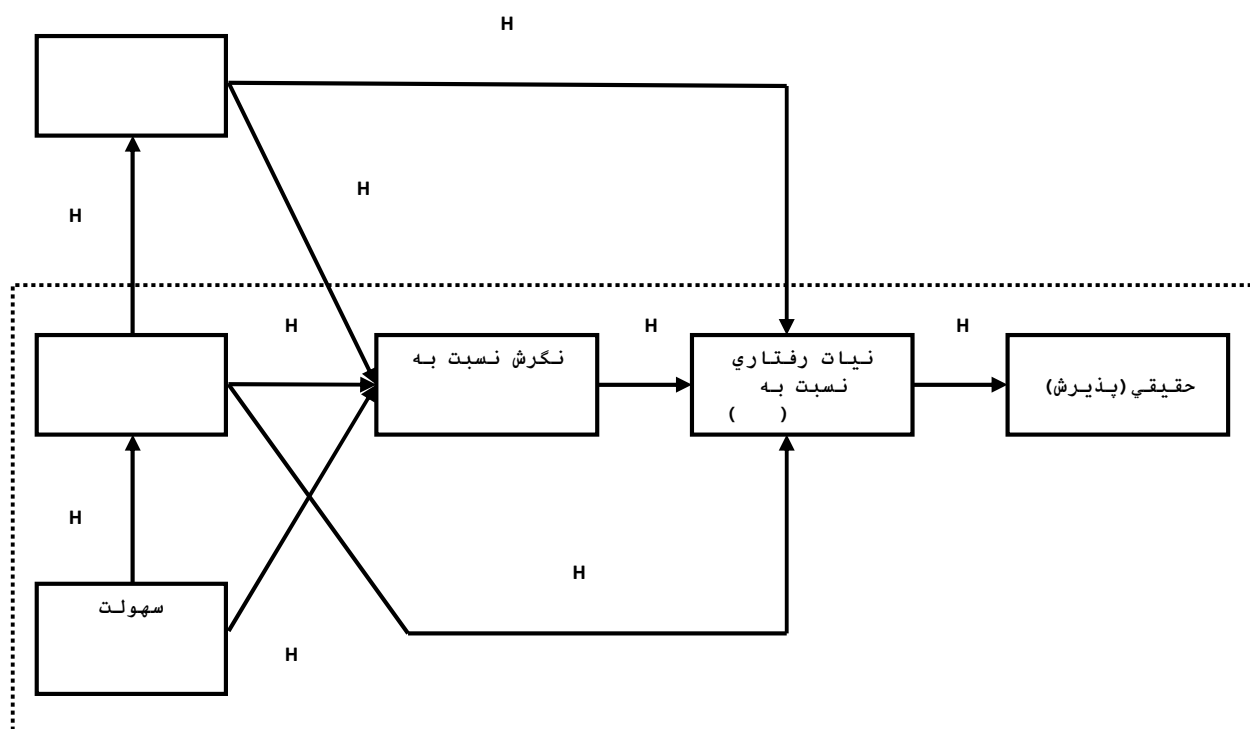 H
H
H
H
H
H
نگرش نسبت به
نيات رفتاري
نسبت به
(    )
حقيقي(پذيرش)
H
H
سهولت
H